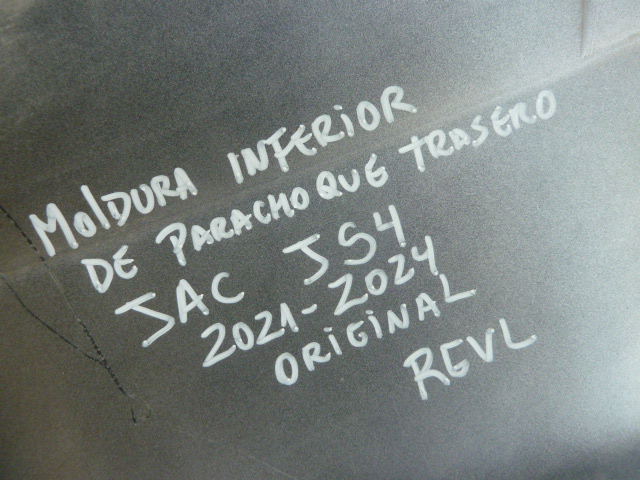 MOLDURA INFERIOR
DE PARACHOQUE TRASERO
JAC JS4
2021-2024
ORIGINAL
REVL